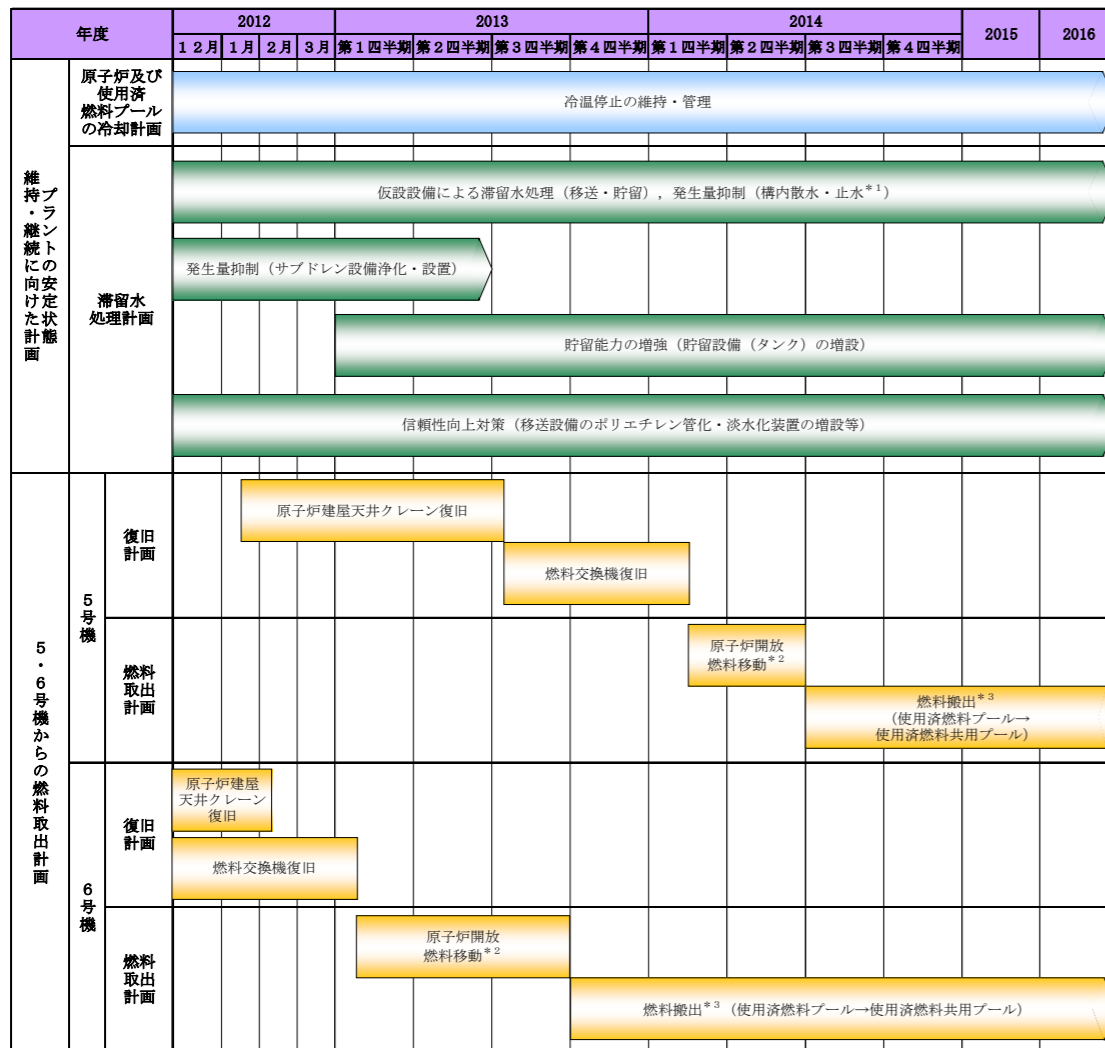 年度
2012
2013
2014
2015
2016
１２月
１月
２月
３月
第１四半期
第２四半期
第３四半期
第４四半期
第１四半期
第２四半期
第３四半期
第４四半期
プラントの安定状態
維持・継続に向けた計画
原子炉及び
使用済
燃料プール
の冷却計画
冷温停止の維持・管理
滞留水
処理計画
仮設設備による滞留水処理（移送・貯留），発生量抑制（構内散水・止水＊１）
発生量抑制（サブドレン設備浄化・設置）
貯留能力の増強（貯留設備（タンク）の増設）
信頼性向上対策（移送設備のポリエチレン管化・淡水化装置の増設等）
５・６号機からの燃料取出計画
５号機
復旧
計画
原子炉建屋天井クレーン復旧
燃料交換機復旧
燃料
取出
計画
原子炉開放
燃料移動＊２
燃料搬出＊３
（使用済燃料プール→
使用済燃料共用プール）
６号機
復旧
計画
原子炉建屋
天井クレーン
復旧
燃料交換機復旧
燃料
取出
計画
原子炉開放
燃料移動＊２
燃料搬出＊３（使用済燃料プール→使用済燃料共用プール）